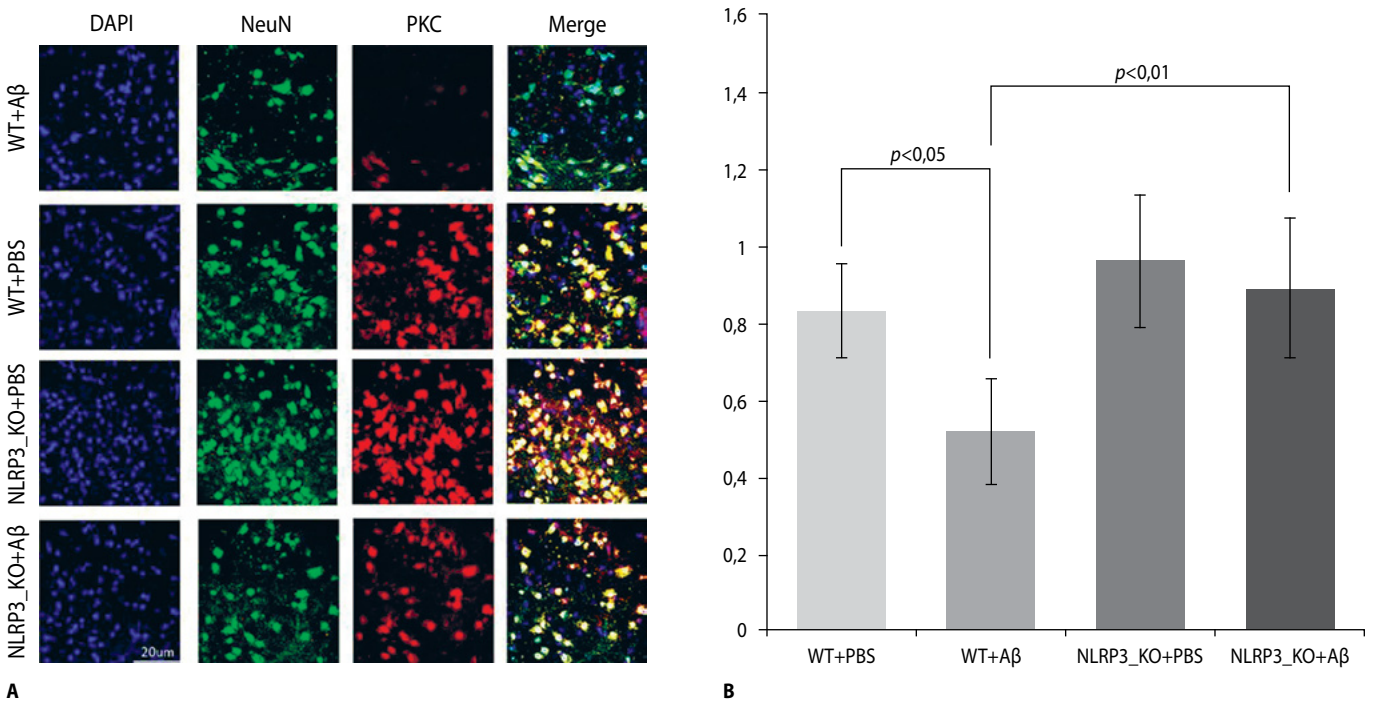 DAPI NeuN PKC Merge
WT+Aβ
WT+PBS
NLRP3_KO+PBS
NLRP3_KO+Aβ
20um
A
1,6
1,4
1,2
1
0,8
0,6
0,4
0,2
0
p<0,05
p<0,01
WT+PBS WT+Aβ NLRP3_KO+PBS NLRP3_KO+Aβ
B